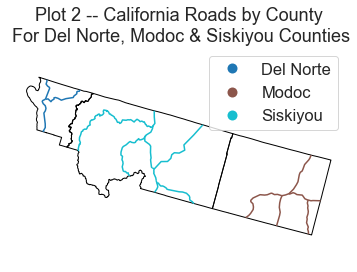 Plot 2 -- California Roads by County
For Del Norte, Modoc & Siskiyou Counties
Del Norte
Modoc
Siskiyou